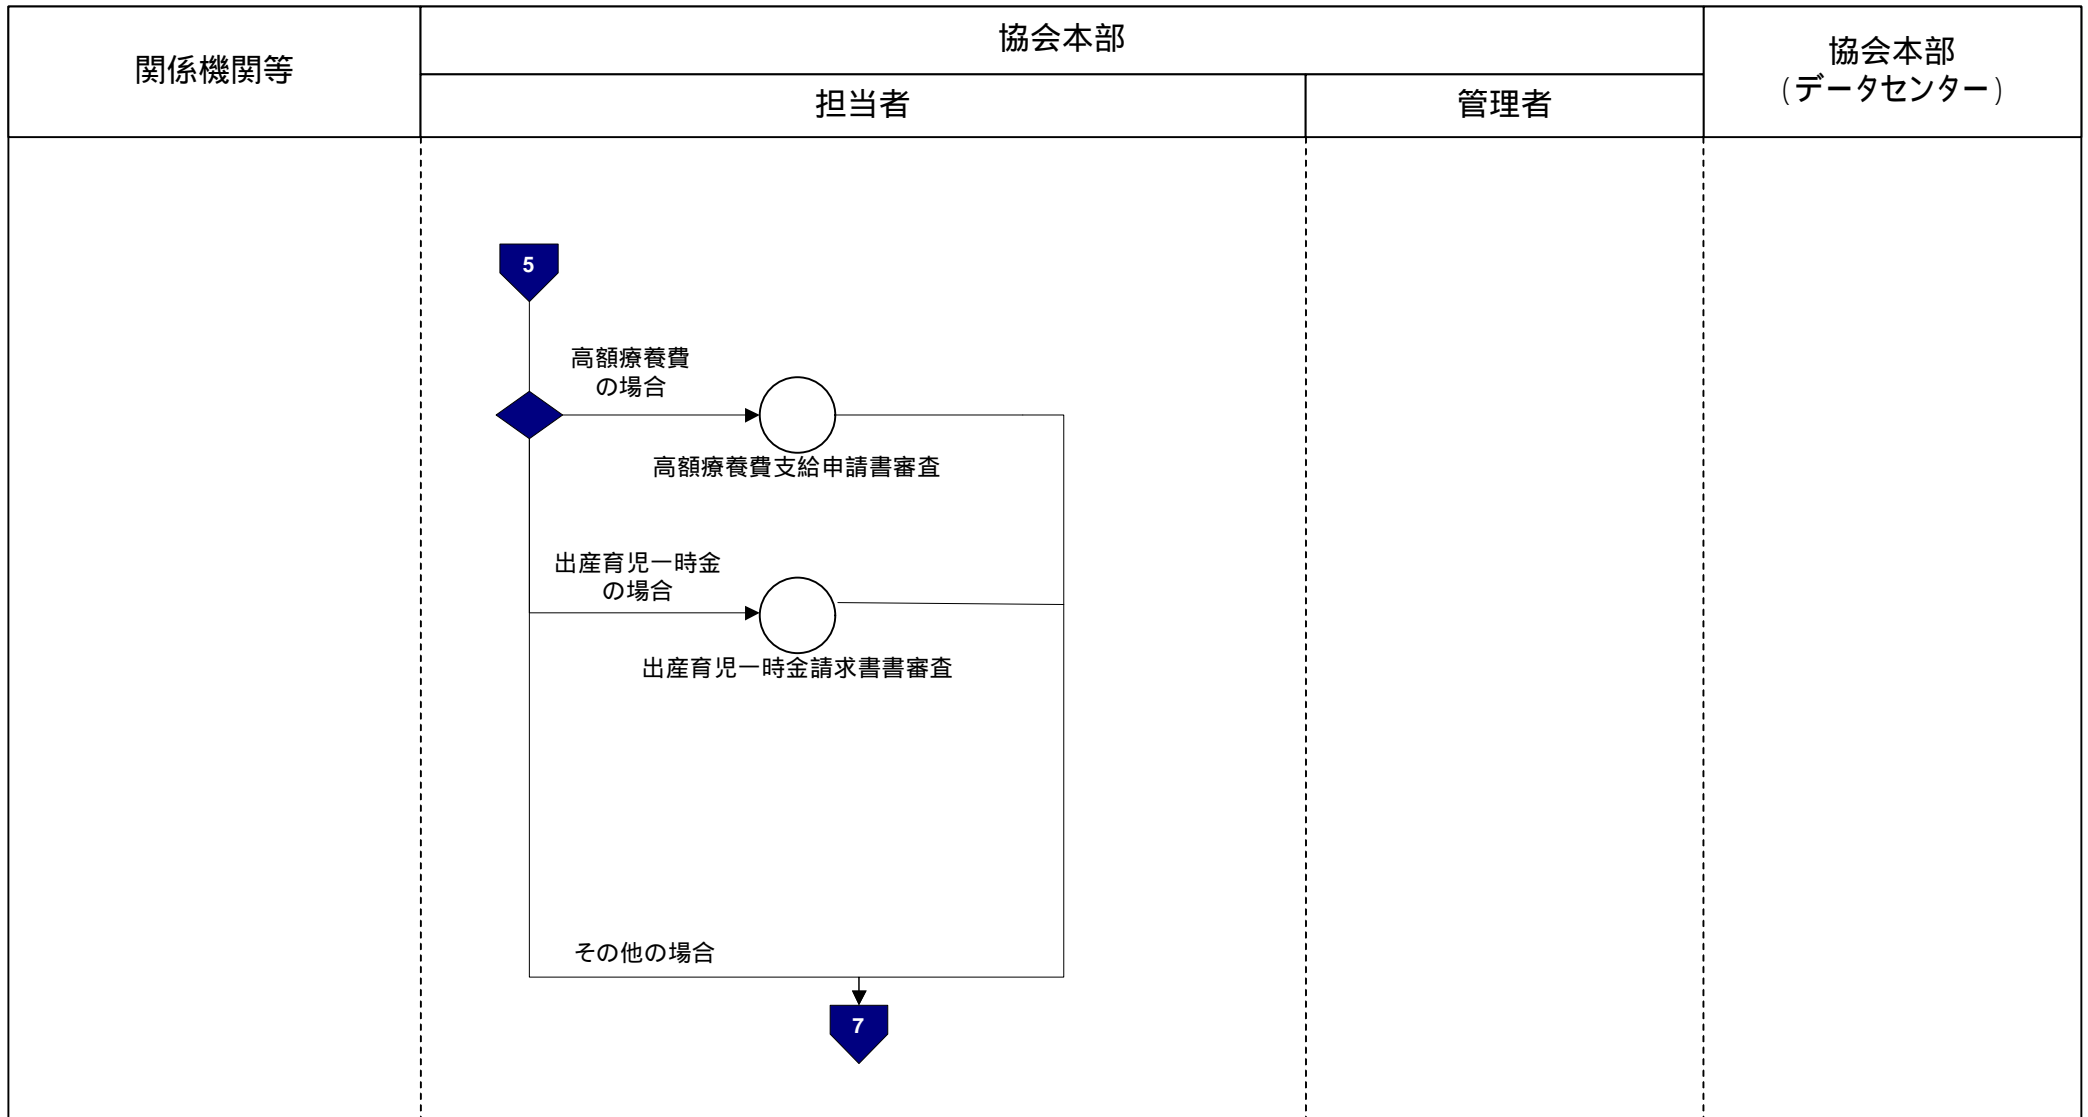 関係機関等
協会本部
協会本部
(データセンター)
担当者
管理者
5
高額療養費
の場合
高額療養費支給申請書審査
出産育児一時金
の場合
出産育児一時金請求書書審査
その他の場合
7